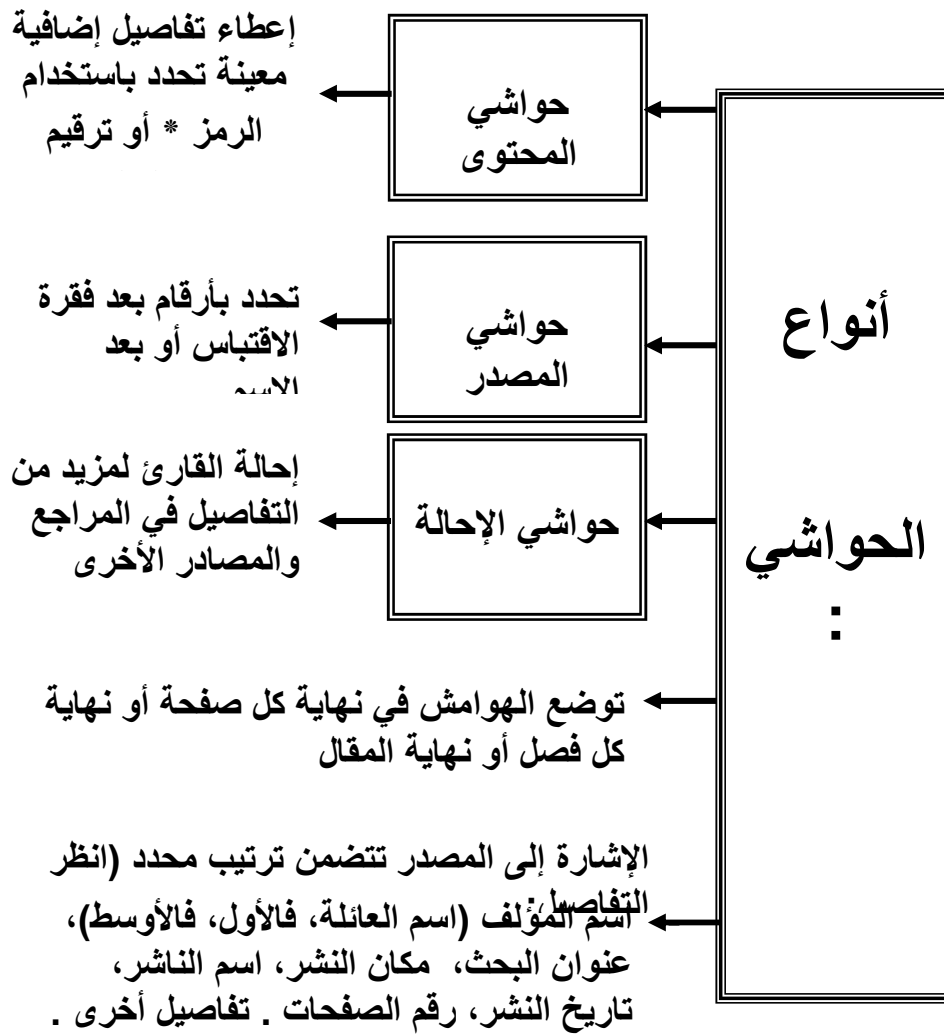 أنواع
الحواشي
:
حواشي
المحتوى
إعطاء تفاصيل إضافية
معينة تحدد باستخدام
الرمز * أو ترقيم
حواشي
المصدر
تحدد بأرقام بعد فقرة
الاقتباس أو بعد
حواشي الإحالة
إحالة القارئ لمزيد من
التفاصيل في المراجع
والمصادر الأخرى
توضع الهوامش في نهاية كل صفحة أو نهاية
كل فصل أو نهاية المقال
الإشارة إلى المصدر تتضمن ترتيب محدد (انظر
التفاصيل:
اسم المؤلف (اسم العائلة، فالأول، فالأوسط)،
عنوان البحث، مكان النشر، اسم الناشر،
تاريخ النشر، رقم الصفحات . تفاصيل أخرى .